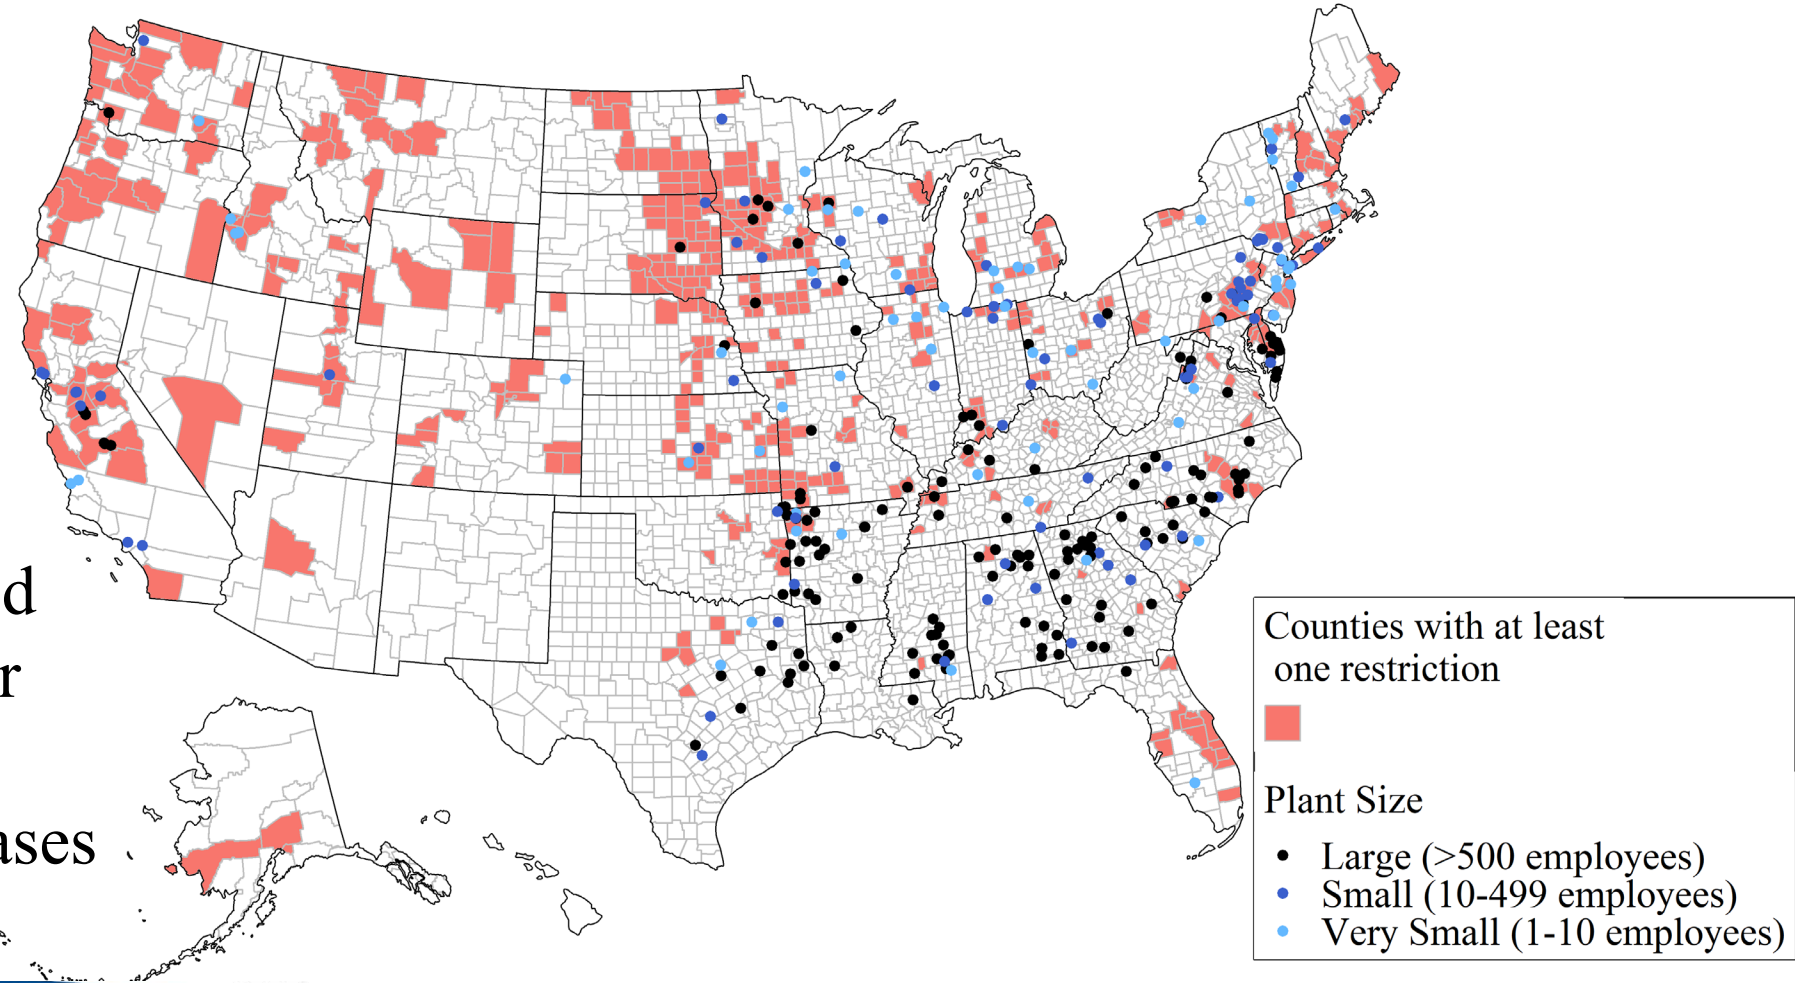 d
r
ases
Counties with at least
one restriction
Plant Size
Large (>500 employees)
Small (10-499 employees)
Very Small (1-10 employees)